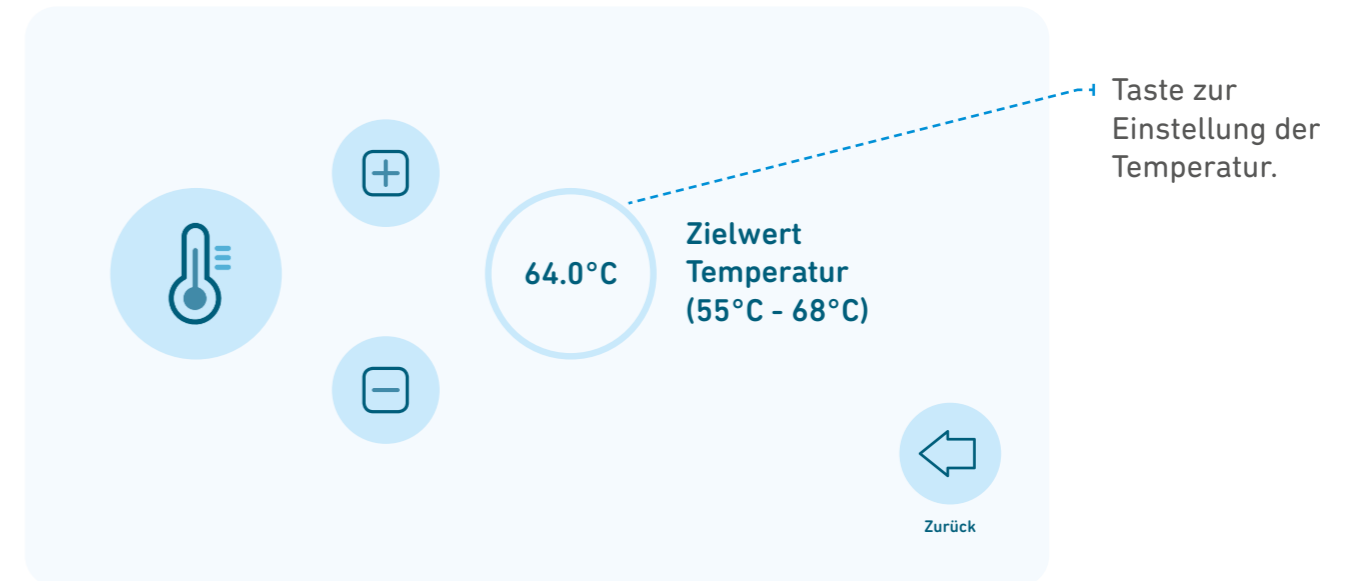 Taste zur
Einstellung der
Temperatur.
Zielwert
Temperatur
(55°C - 68°C)
64.0°C
Zurück